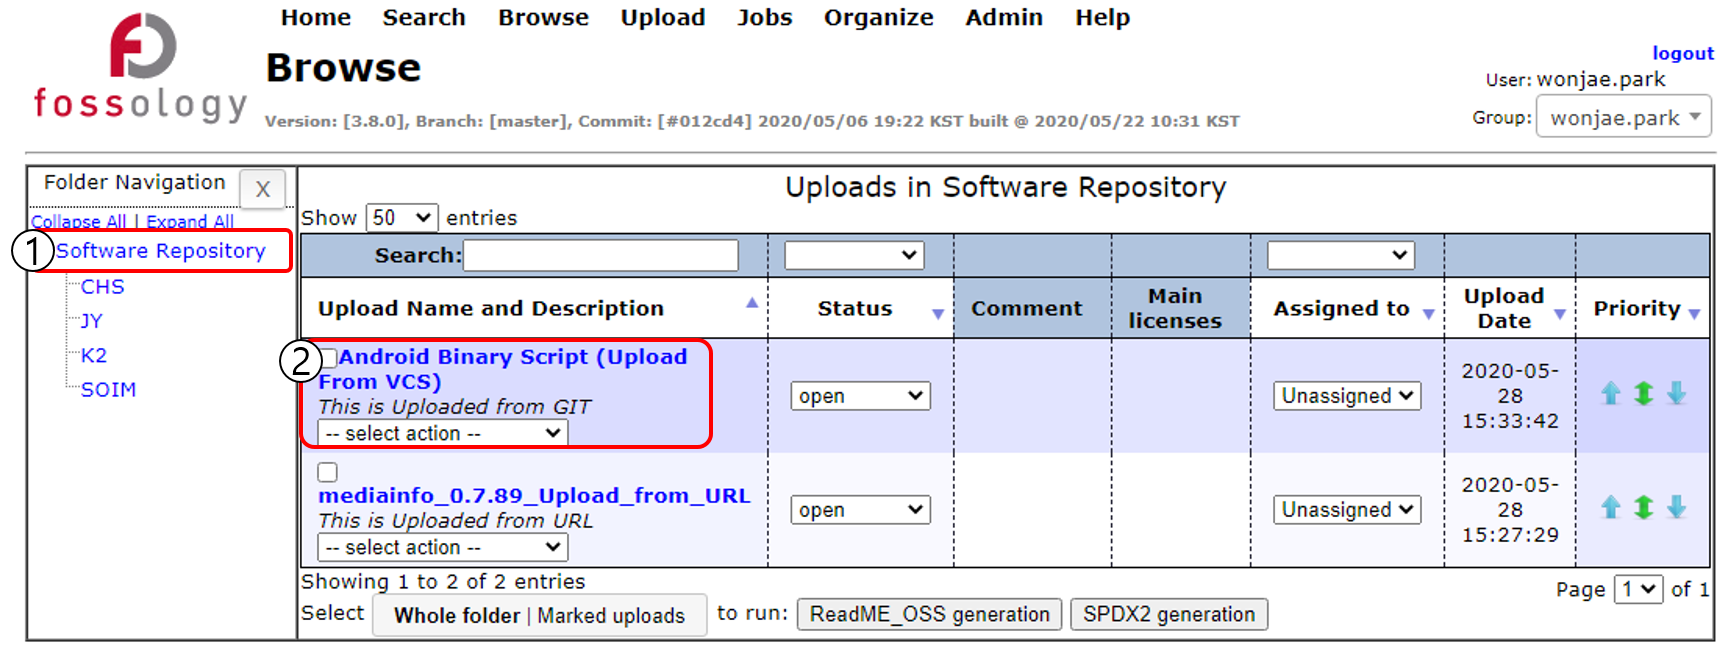 Home Search Browse Upload Jobs Organize Admin Help
fossology
Browse
logout
User: wonjae.park
Group: wonjae.park
Version: [3.8.0], Branch: [master], Commit: [#012cd4] 2020/05/06 19:22 KST built @ 2020/05/22 10:31 KST
Folder Navigation X
Collapse All | Expand All
1 Software Repository
CHS
JY
K2
SOIM
Uploads in Software Repository
Show 50 entries
Search:
Upload Name and Description Status Comment Main licenses Assigned to Upload Date Priority
2 Android Binary Script (Upload
From VCS)
This is Uploaded from GIT
-- select action --
open
Unassigned
2020-05-
28
15:33:42
mediainfo_0.7.89_Upload_from_URL
This is Uploaded from URL
-- select action --
open
Unassigned
2020-05-
28
15:27:29
Showing 1 to 2 of 2 entries
Page 1 of 1
Select Whole folder | Marked uploads to run: ReadME_OSS generation SPDX2 generation